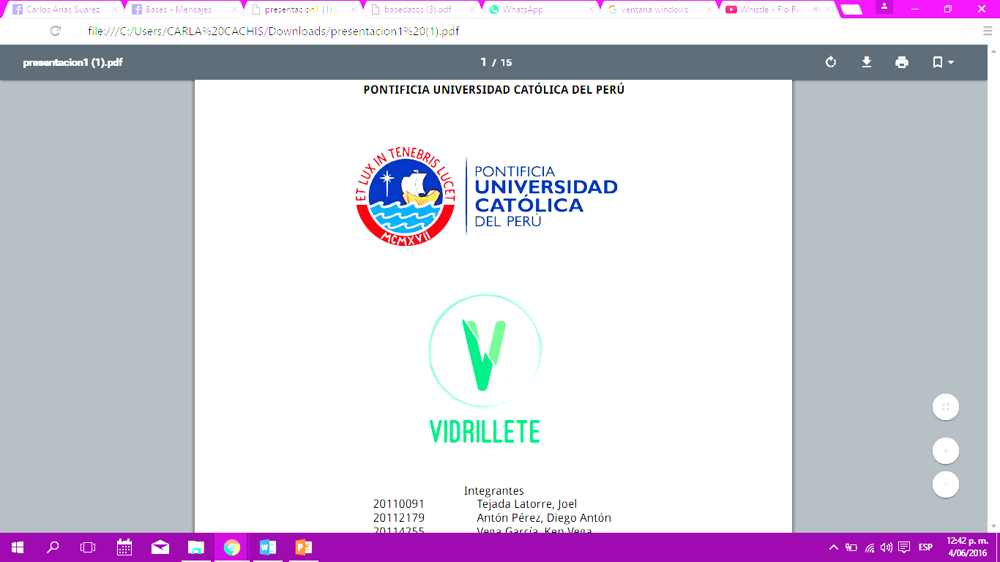 Carlos Arias Suárez
Bases - Mensajes
presentacion1 (1).p
basedatos (3).pdf
WhatsApp
ventana windows -
Whistle - Flo Ric
file:///C:/Users/CARLA%20CACHIS/Downloads/presentacion1%20(1).pdf
presentacion1 (1).pdf
1 / 15
PONTIFICIA UNIVERSIDAD CATÓLICA DEL PERÚ
ET LUX IN TENEBRIS LUCET
MCMXVII
PONTIFICIA
UNIVERSIDAD
CATÓLICA
DEL PERÚ
VIDRILLETE
Integrantes
20110091 Tejada Latorre, Joel
20112179 Antón Pérez, Diego Antón
20114255 Vega García, Ken Vega
ESP
12:42 p. m.
4/06/2016